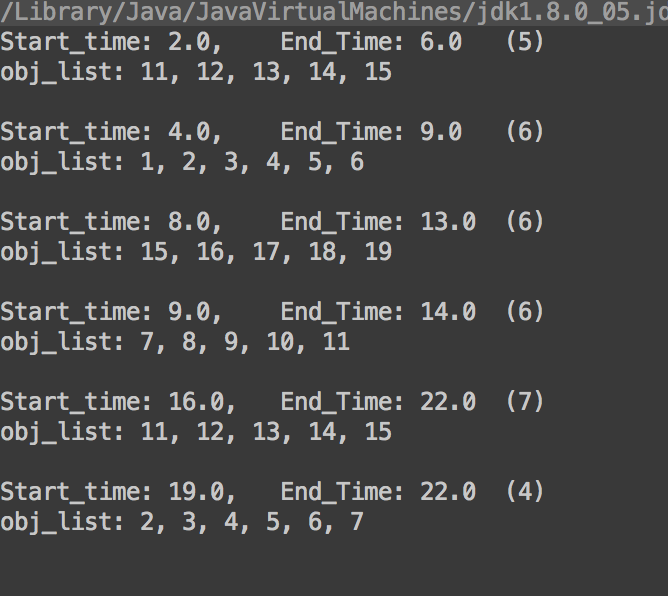 /Library/Java/JavaVirtualMachines/jdk1.8.0_05.jd
Start_time: 2.0,    End_Time: 6.0   (5)
obj_list: 11, 12, 13, 14, 15
Start_time: 4.0,    End_Time: 9.0   (6)
obj_list: 1, 2, 3, 4, 5, 6
Start_time: 8.0,    End_Time: 13.0  (6)
obj_list: 15, 16, 17, 18, 19
Start_time: 9.0,    End_Time: 14.0  (6)
obj_list: 7, 8, 9, 10, 11
Start_time: 16.0,   End_Time: 22.0  (7)
obj_list: 11, 12, 13, 14, 15
Start_time: 19.0,   End_Time: 22.0  (4)
obj_list: 2, 3, 4, 5, 6, 7